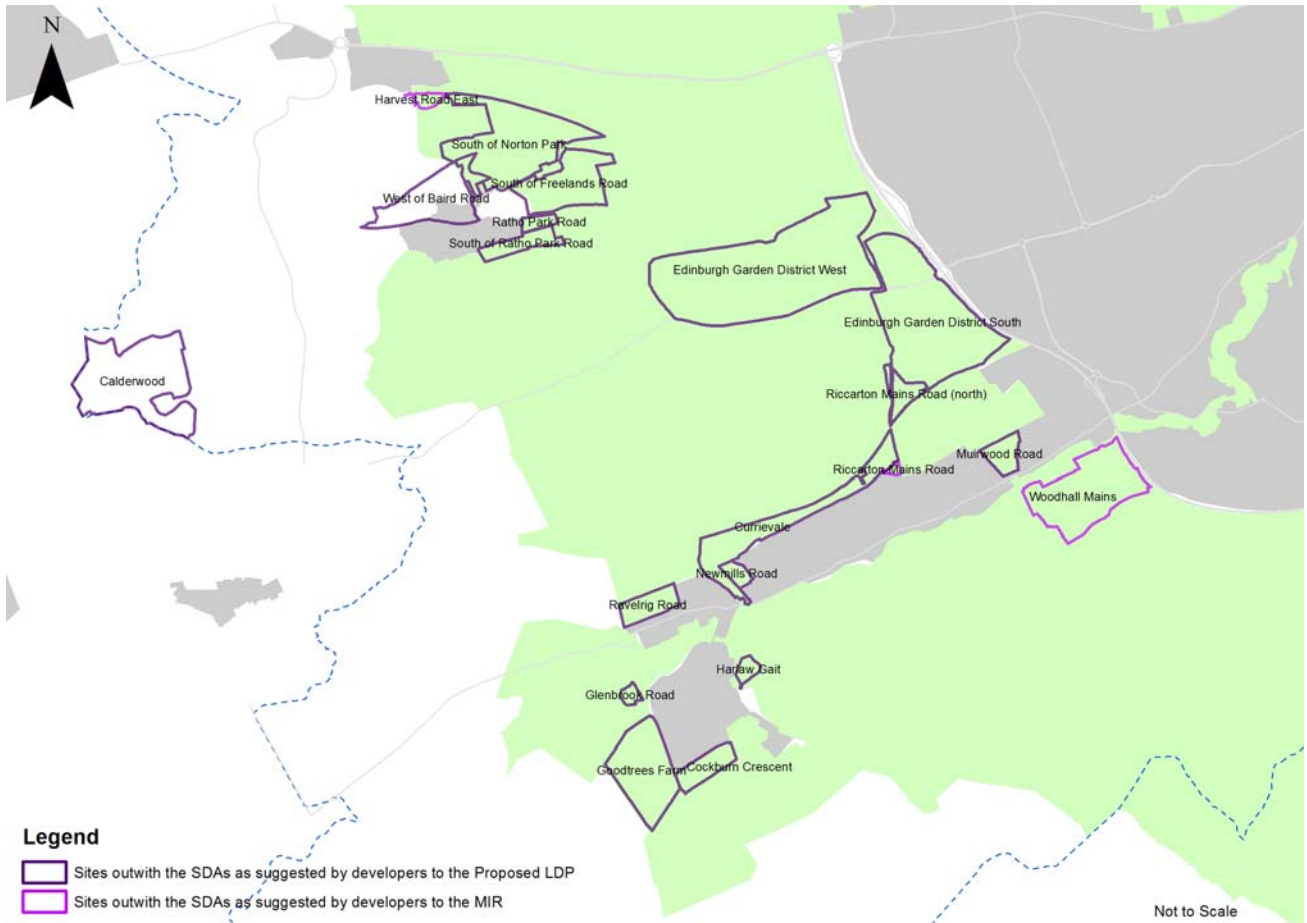 N
Harvest Road East
South of Norton Park
South of Freelands Road
West of Baird Road
Ratho Park Road
South of Ratho Park Road
Edinburgh Garden District West
Edinburgh Garden District South
Calderwood
Riccarton Mains Road (north)
Muirwood Road
Riccarton Mains Road
Woodhall Mains
Currievale
Newmills Road
Ravelrig Road
Harlaw Gait
Glenbrook Road
Goodtrees Farm
Cockburn Crescent
Legend
Sites outwith the SDAs as suggested by developers to the Proposed LDP
Sites outwith the SDAs as suggested by developers to the MIR
Not to Scale